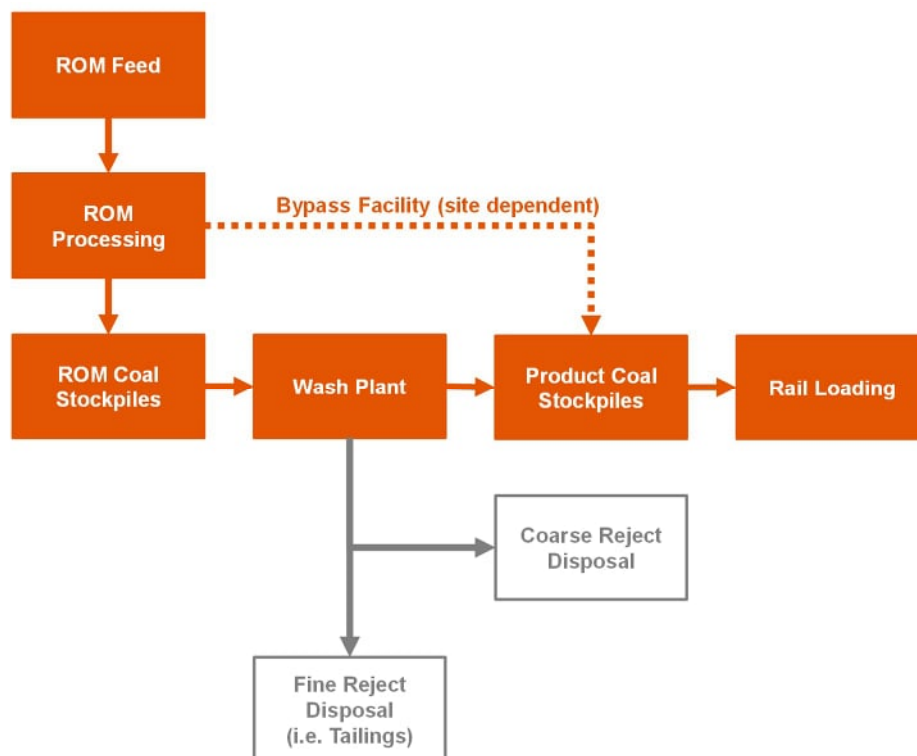 ROM Feed
ROM
Processing
Bypass Facility (site dependent)
ROM Coal
Stockpiles
Wash Plant
Product Coal
Stockpiles
Rail Loading
Coarse Reject
Disposal
Fine Reject
Disposal
(i.e. Tailings)